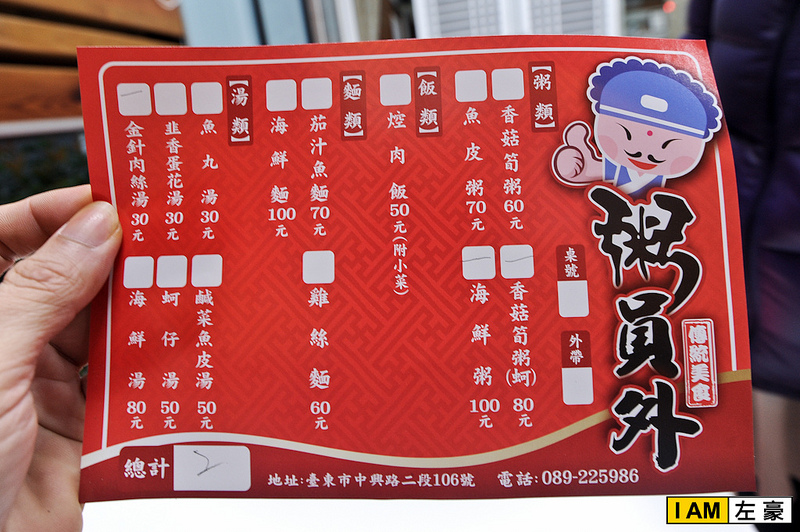 粥員外
傳統美食
【粥類】
香菇筍粥60元
魚皮粥70元
香菇筍粥(蚵)80元
海鮮粥100元
【飯類】
焢肉飯50元(附小菜)
【麵類】
茄汁魚麵70元
海鮮麵100元
雞絲麵60元
【湯類】
魚丸湯30元
韭香蛋花湯30元
金針肉絲湯30元
鹹菜魚皮湯50元
蚵仔湯50元
海鮮湯80元
桌號
外帶
總計 2
地址:臺東市中興路二段106號 電話:089-225986
I AM 左豪